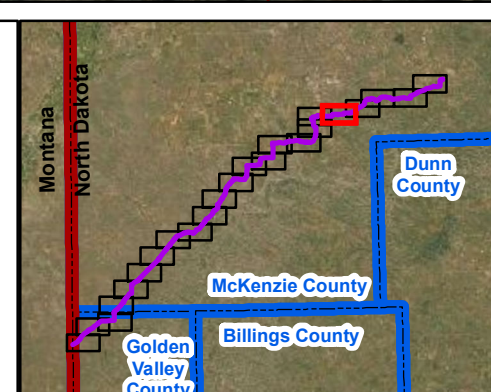 Montana
North Dakota
Dunn
County
McKenzie County
Billings County
Golden
Valley
County